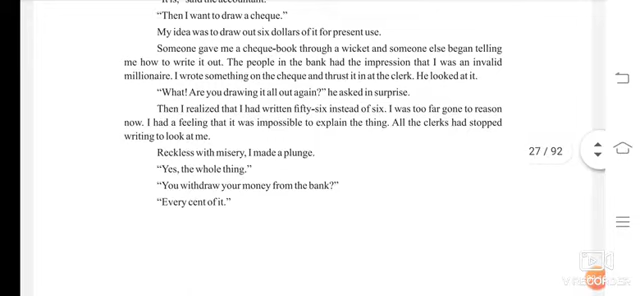 "It is," said the accountant.
"Then I want to draw a cheque."
My idea was to draw out six dollars of it for present use.
Someone gave me a cheque-book through a wicket and someone else began telling
me how to write it out. The people in the bank had the impression that I was an invalid
millionaire. I wrote something on the cheque and thrust it in at the clerk. He looked at it.
"What! Are you drawing it all out again?" he asked in surprise.
Then I realized that I had written fifty-six instead of six. I was too far gone to reason
now. I had a feeling that it was impossible to explain the thing. All the clerks had stopped
writing to look at me.
Reckless with misery, I made a plunge.
"Yes, the whole thing."
"You withdraw your money from the bank?"
"Every cent of it."
27 / 92